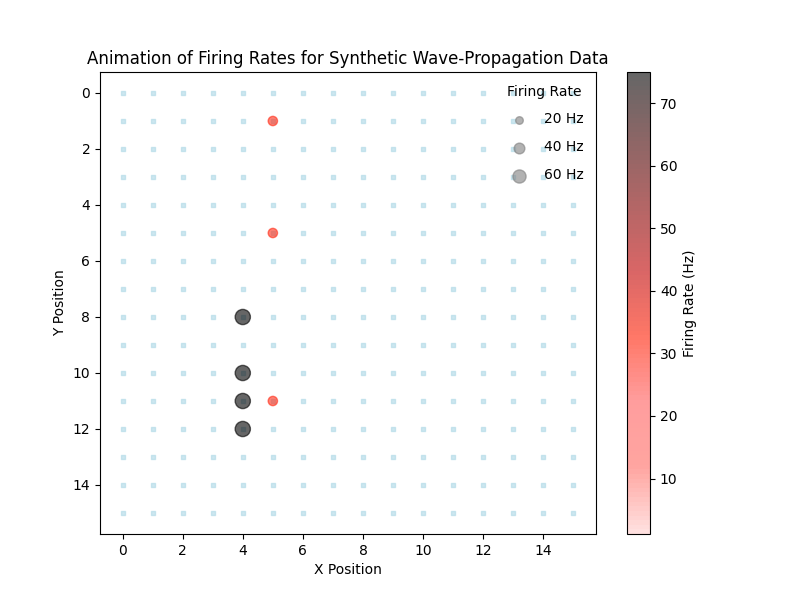 Animation of Firing Rates for Synthetic Wave-Propagation Data
Firing Rate
20 Hz
40 Hz
60 Hz
0
2
4
6
8
10
12
14
Y Position
0 2 4 6 8 10 12 14
X Position
70
60
50
40
30
20
10
Firing Rate (Hz)